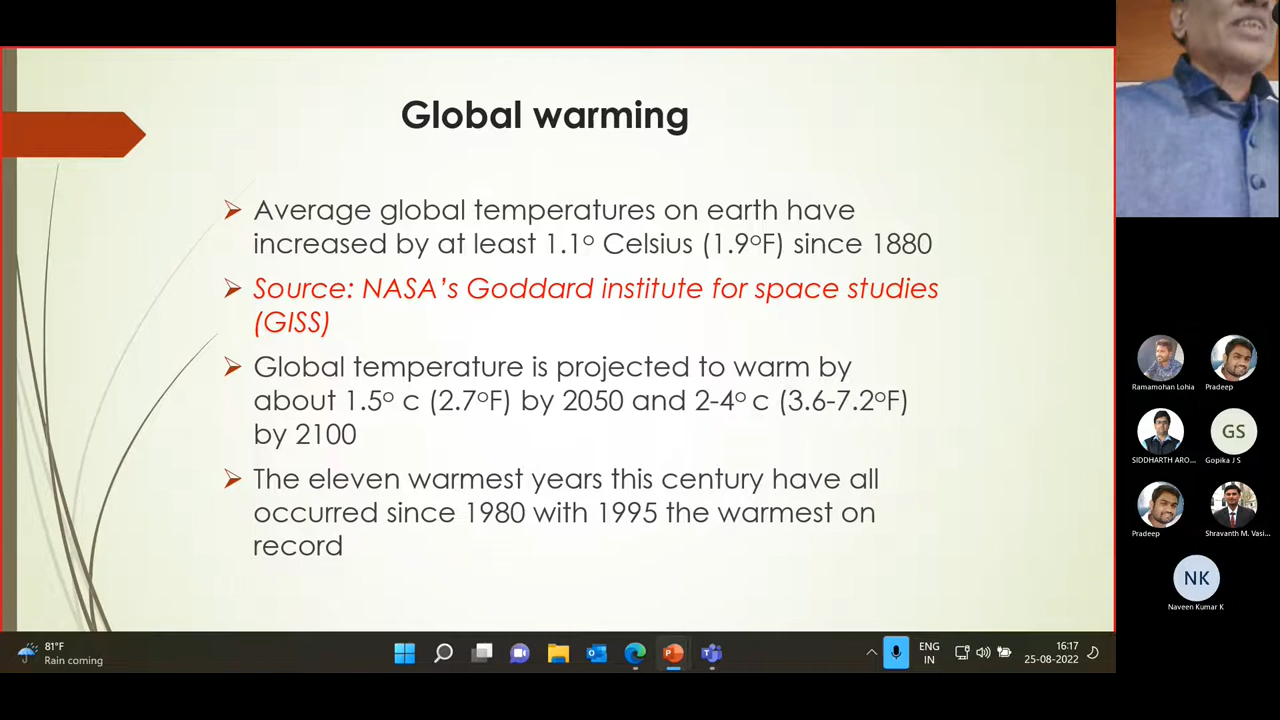 Global warming
Average global temperatures on earth have
increased by at least 1.1° Celsius (1.9°F) since 1880
Source: NASA's Goddard institute for space studies
(GISS)
Global temperature is projected to warm by
about 1.5° c (2.7°F) by 2050 and 2-4° c (3.6-7.2°F)
by 2100
The eleven warmest years this century have all
occurred since 1980 with 1995 the warmest on
record
Ramamohan Lohia
Pradeep
SIDDHARTH ARO...
GS
Gopika J S
Pradeep
Shravanth M. Vasi...
NK
Naveen Kumar K
81°F
Rain coming
ENG
IN
16:17
25-08-2022